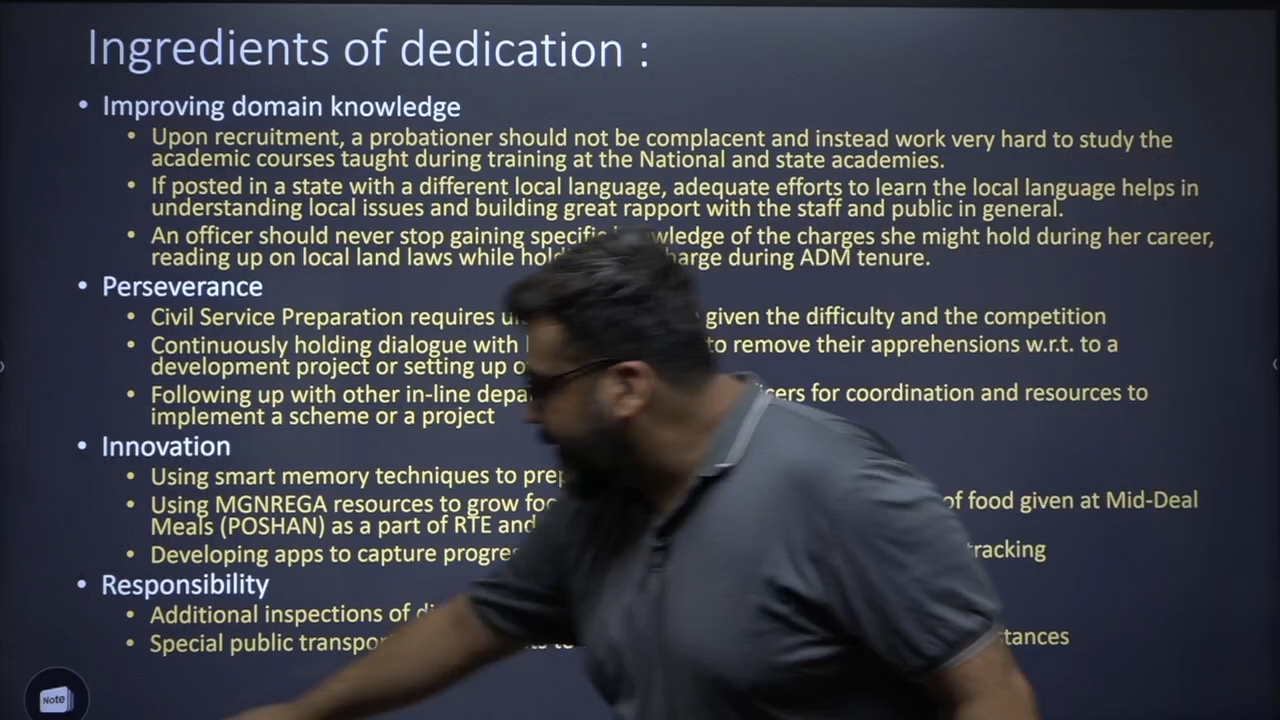 Ingredients of dedication :
• Improving domain knowledge
• Upon recruitment, a probationer should not be complacent and instead work very hard to study the
academic courses taught during training at the National and state academies.
• If posted in a state with a different local language, adequate efforts to learn the local language helps in
understanding local issues and building great rapport with the staff and public in general.
• An officer should never stop gaining specific knowledge of the charges she might hold during her career,
reading up on local land laws while charge during ADM tenure.
• Perseverance
• Civil Service Preparation requires given the difficulty and the competition
• Continuously holding dialogue with to remove their apprehensions w.r.t. to a
development project or setting up
• Following up with other in-line for coordination and resources to
implement a scheme or a project
• Innovation
• Using smart memory techniques to
• Using MGNREGA resources to grow of food given at Mid-Deal
Meals (POSHAN) as a part of RTE and
• Developing apps to capture tracking
• Responsibility
• Additional inspections of
• Special public
Note